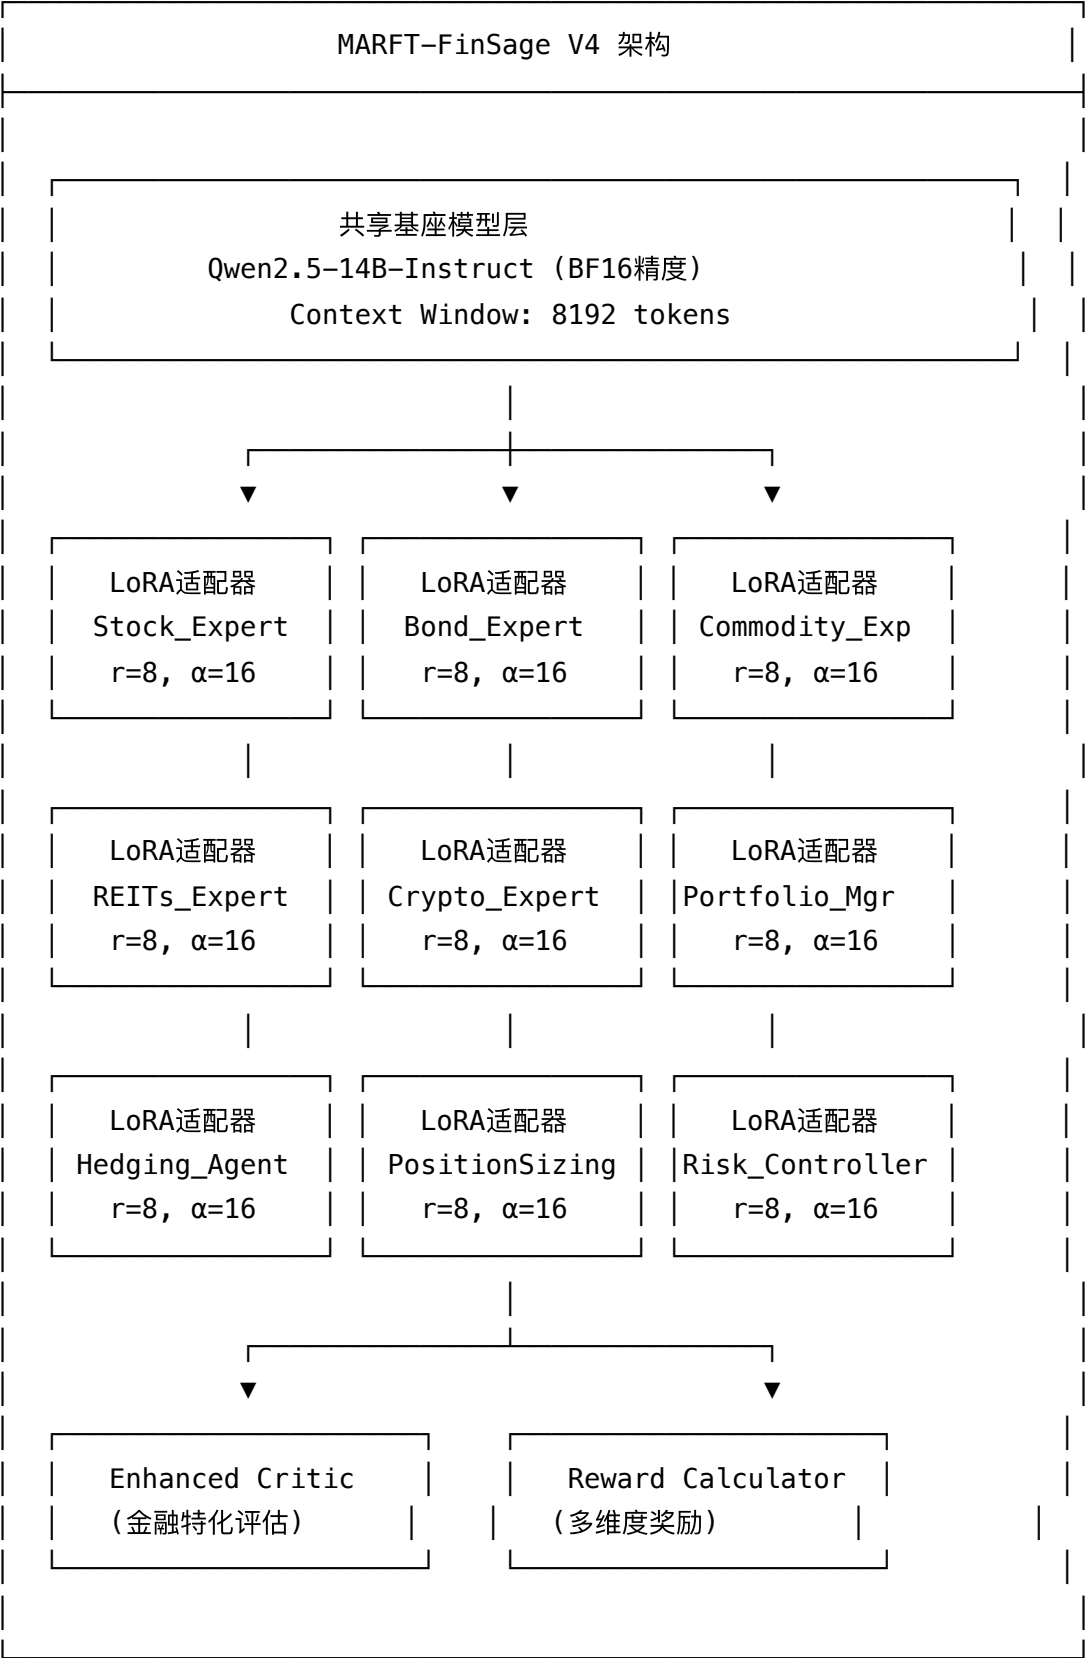 MARFT-FinSage V4 架构
共享基座模型层
Qwen2.5-14B-Instruct (BF16精度)
Context Window: 8192 tokens
LoRA适配器 LoRA适配器 LoRA适配器
Stock_Expert Bond_Expert Commodity_Exp
r=8, α=16 r=8, α=16 r=8, α=16
LoRA适配器 LoRA适配器 LoRA适配器
REITs_Expert Crypto_Expert Portfolio_Mgr
r=8, α=16 r=8, α=16 r=8, α=16
LoRA适配器 LoRA适配器 LoRA适配器
Hedging_Agent PositionSizing Risk_Controller
r=8, α=16 r=8, α=16 r=8, α=16
Enhanced Critic Reward Calculator
(金融特化评估) (多维度奖励)